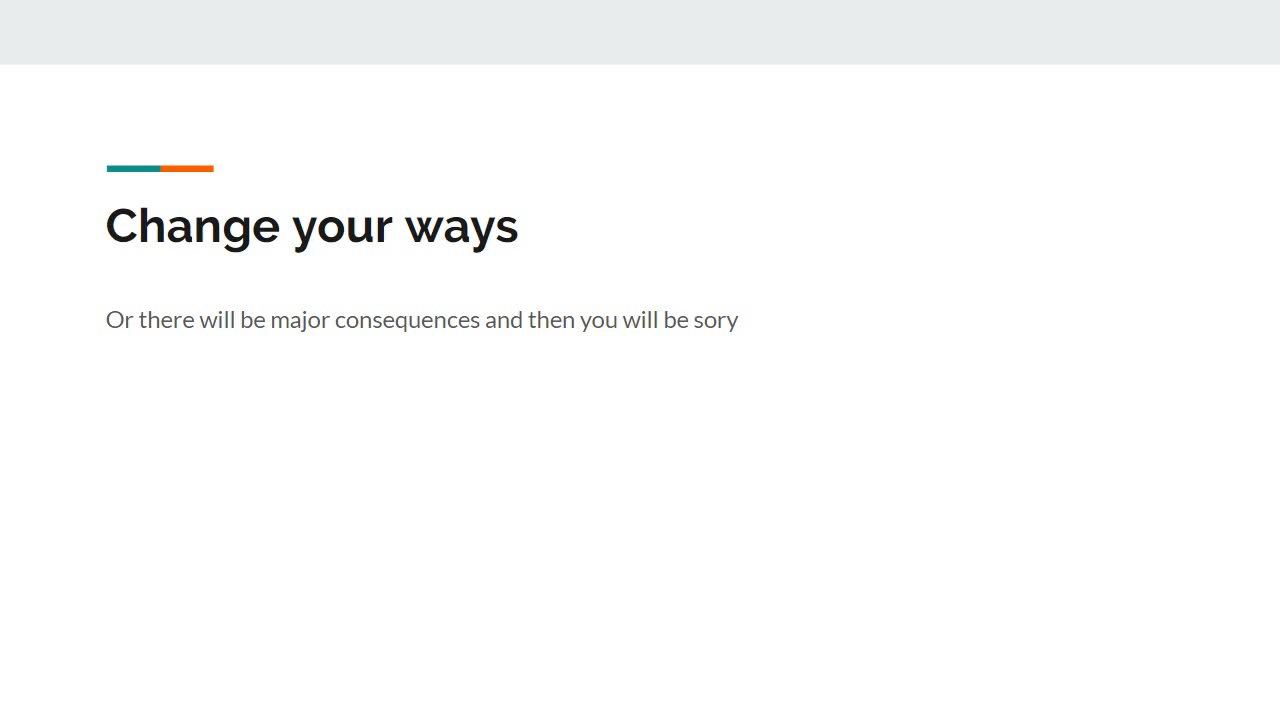 Change your ways
Or there will be major consequences and then you will be sory